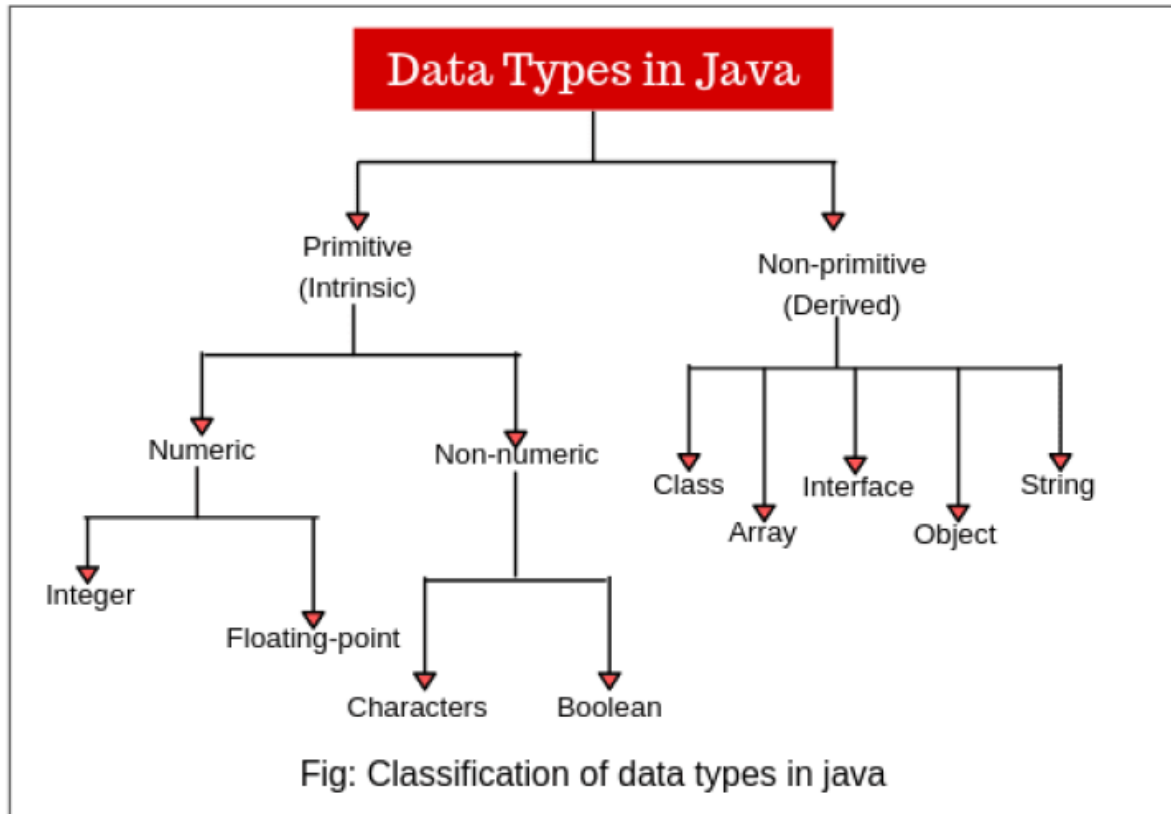 Data Types in Java
Primitive
(Intrinsic)
Non-primitive
(Derived)
Numeric
Non-numeric
Class
Array
Interface
Object
String
Integer
Floating-point
Characters
Boolean
Fig: Classification of data types in java